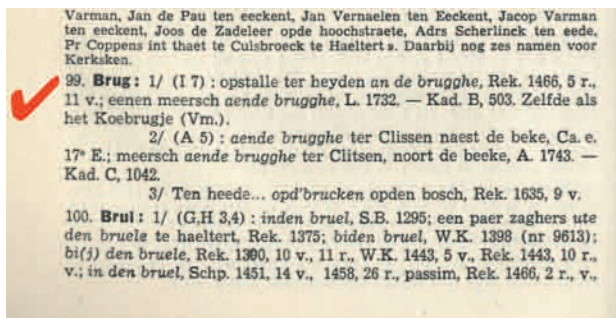 Varman, Jan de Pau ten eeckent, Jan Vernaelen ten Eeckent, Jacop Varman
ten eeckent, Joos de Zadeleer opde hoochstraete, Adrs Scherlinck ten eede,
Pr Coppens int thaet te Culsbroeck te Haeltert ». Daarbij nog zes namen voor
Kerksken.
99. Brug: 1/ (I 7) : opstalle ter heyden an de brugghe, Rek. 1466, 5 r.,
11 v.; eenen meersch aende brugghe, L. 1732. — Kad. B, 503. Zelfde als
het Koebrugje (Vm.).
2/ (A 5) : aende brugghe ter Clissen naest de beke, Ca. e.
17e E.; meersch aende brugghe ter Clitsen, noort de beeke, A. 1743. —
Kad. C, 1042.
3/ Ten heede... opd'brucken opden bosch, Rek. 1635, 9 v.
100. Brul: 1/ (G,H 3,4) : inden bruel, S.B. 1295; een paer zaghers ute
den bruele te haeltert, Rek. 1375; biden bruel, W.K. 1398 (nr 9613);
bi(j) den bruele, Rek. 1390, 10 v., 11 r., W.K. 1443, 5 v., Rek. 1443, 10 r.,
v.; in den bruel, Schp. 1451, 14 v., 1458, 26 r., passim, Rek. 1466, 2 r., v.,